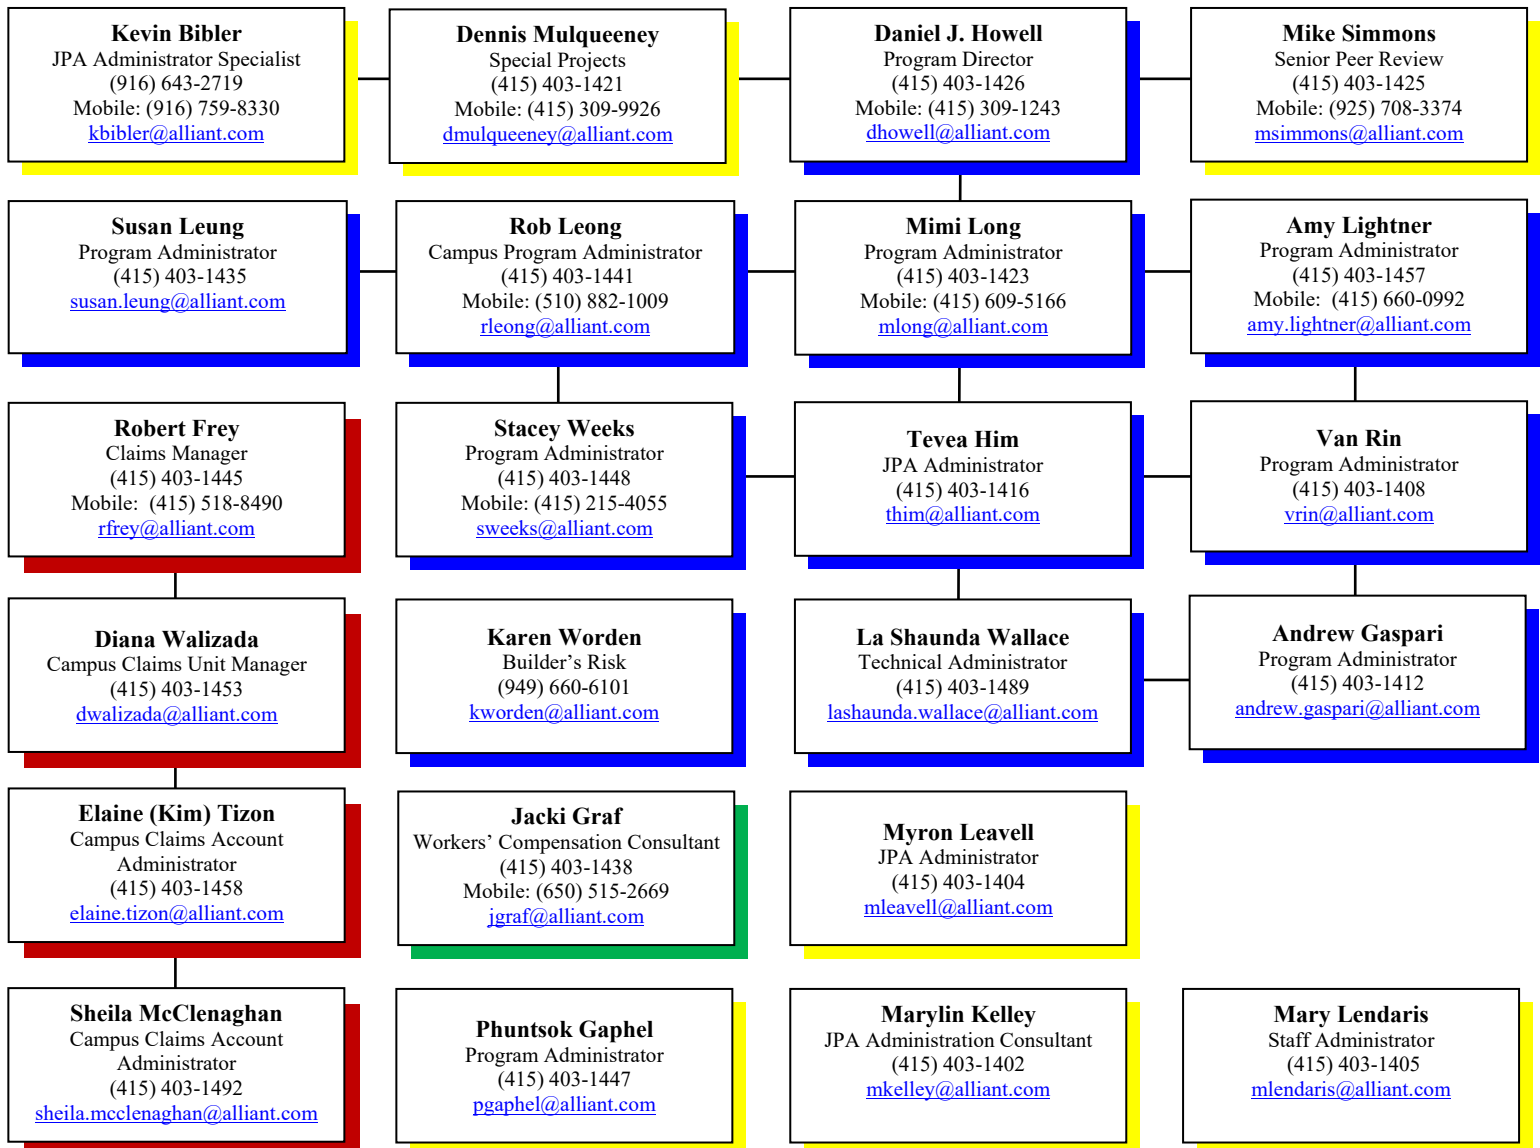 Kevin Bibler
JPA Administrator Specialist
(916) 643-2719
Mobile: (916) 759-8330
kbibler@alliant.com
Dennis Mulqueeney
Special Projects
(415) 403-1421
Mobile: (415) 309-9926
dmulqueeney@alliant.com
Daniel J. Howell
Program Director
(415) 403-1426
Mobile: (415) 309-1243
dhowell@alliant.com
Mike Simmons
Senior Peer Review
(415) 403-1425
Mobile: (925) 708-3374
msimmons@alliant.com
Susan Leung
Program Administrator
(415) 403-1435
susan.leung@alliant.com
Rob Leong
Campus Program Administrator
(415) 403-1441
Mobile: (510) 882-1009
rleong@alliant.com
Mimi Long
Program Administrator
(415) 403-1423
Mobile: (415) 609-5166
mlong@alliant.com
Amy Lightner
Program Administrator
(415) 403-1457
Mobile:  (415) 660-0992
amy.lightner@alliant.com
Robert Frey
Claims Manager
(415) 403-1445
Mobile:  (415) 518-8490
rfrey@alliant.com
Stacey Weeks
Program Administrator
(415) 403-1448
Mobile: (415) 215-4055
sweeks@alliant.com
Tevea Him
JPA Administrator
(415) 403-1416
thim@alliant.com
Van Rin
Program Administrator
(415) 403-1408
vrin@alliant.com
Diana Walizada
Campus Claims Unit Manager
(415) 403-1453
dwalizada@alliant.com
Karen Worden
Builder’s Risk
(949) 660-6101
kworden@alliant.com
La Shaunda Wallace
Technical Administrator
(415) 403-1489
lashaunda.wallace@alliant.com
Andrew Gaspari
Program Administrator
(415) 403-1412
andrew.gaspari@alliant.com
Elaine (Kim) Tizon
Campus Claims Account
Administrator
(415) 403-1458
elaine.tizon@alliant.com
Jacki Graf
Workers’ Compensation Consultant
(415) 403-1438
Mobile: (650) 515-2669
jgraf@alliant.com
Myron Leavell
JPA Administrator
(415) 403-1404
mleavell@alliant.com
Sheila McClenaghan
Campus Claims Account
Administrator
(415) 403-1492
sheila.mcclenaghan@alliant.com
Phuntsok Gaphel
Program Administrator
(415) 403-1447
pgaphel@alliant.com
Marylin Kelley
JPA Administration Consultant
(415) 403-1402
mkelley@alliant.com
Mary Lendaris
Staff Administrator
(415) 403-1405
mlendaris@alliant.com